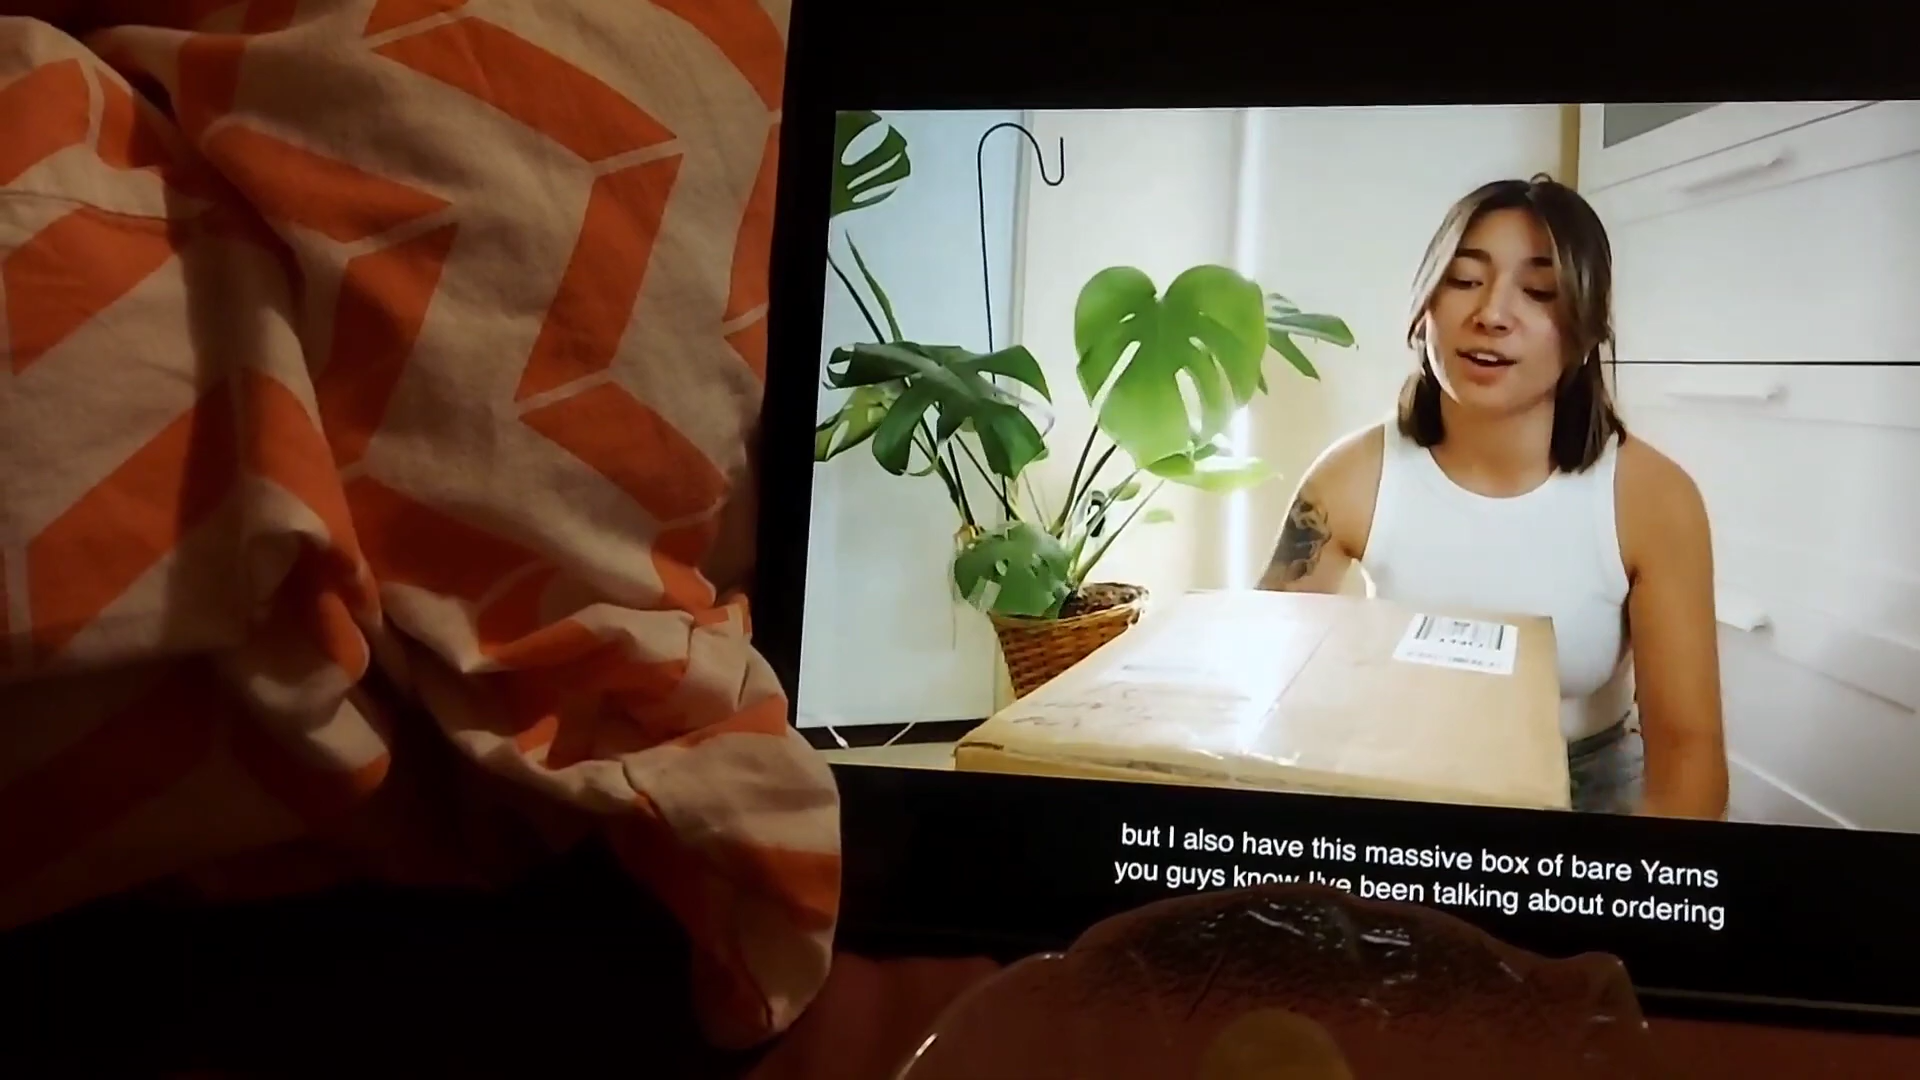 but I also have this massive box of bare Yarns
you guys know I've been talking about ordering